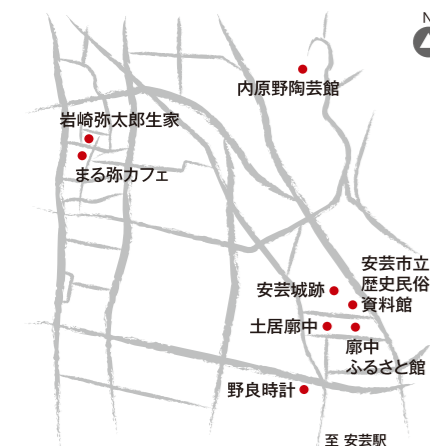 N
内原野陶芸館
岩崎弥太郎生家
まる弥カフェ
安芸市立
歴史民俗
資料館
安芸城跡
土居廓中
廓中
ふるさと館
野良時計
至 安芸駅